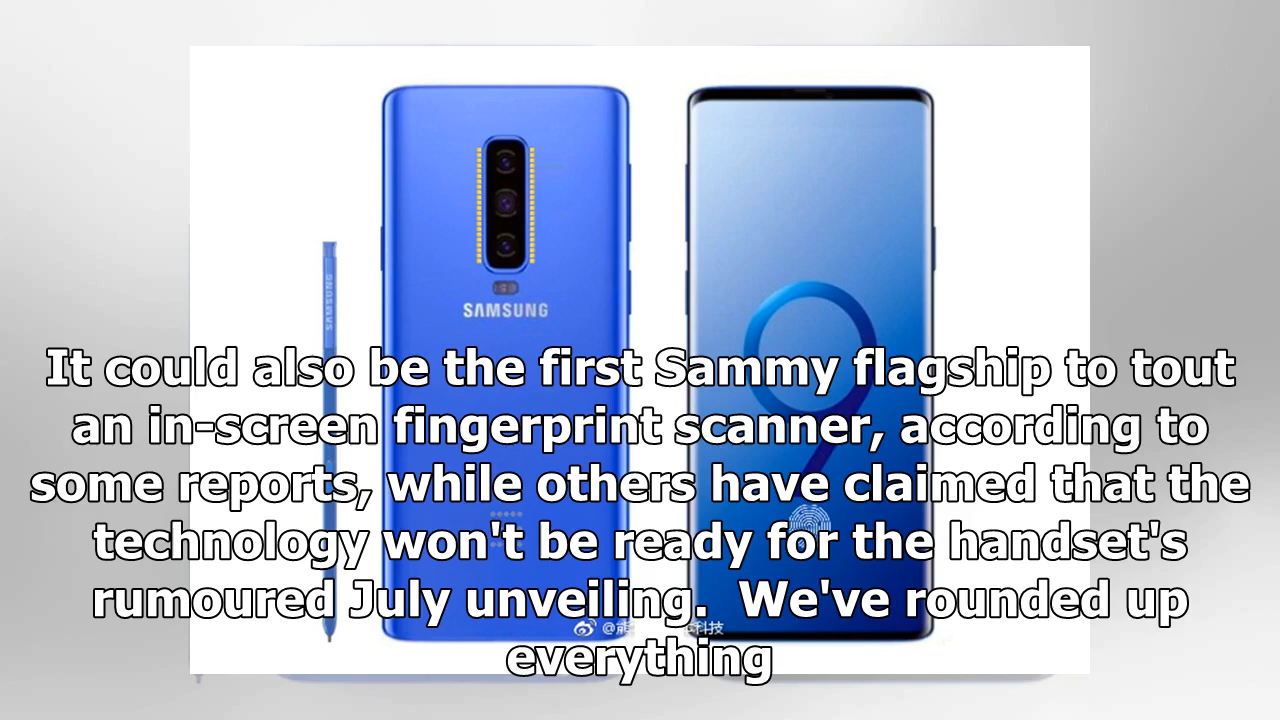 SAMSUNG
SAMSUNG
It could also be the first Sammy flagship to tout
an in-screen fingerprint scanner, according to
some reports, while others have claimed that the
technology won't be ready for the handset's
rumoured July unveiling.  We've rounded up
everything